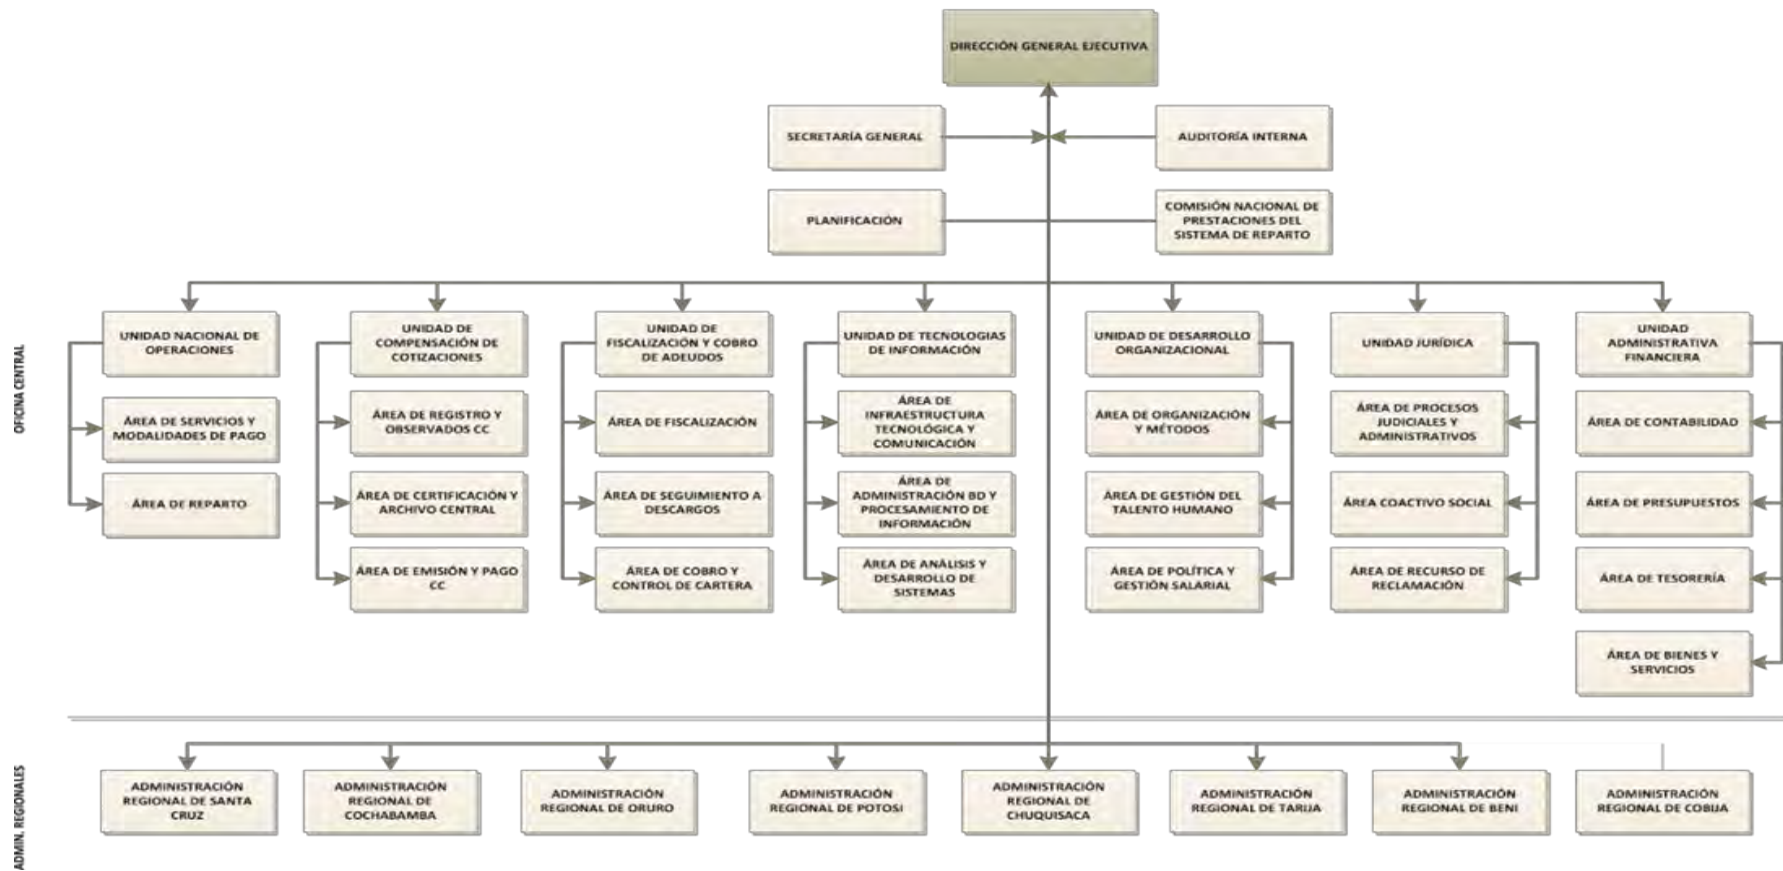 DIRECCIÓN GENERAL EJECUTIVA
SECRETARÍA GENERAL
AUDITORÍA INTERNA
PLANIFICACIÓN
COMISIÓN NACIONAL DE
PRESTACIONES DEL
SISTEMA DE REPARTO
OFICINA CENTRAL
UNIDAD NACIONAL DE
OPERACIONES
UNIDAD DE
COMPENSACIÓN DE
COTIZACIONES
UNIDAD DE
FISCALIZACIÓN Y COBRO
DE ADEUDOS
UNIDAD DE TECNOLOGIAS
DE INFORMACIÓN
UNIDAD DE DESARROLLO
ORGANIZACIONAL
UNIDAD JURÍDICA
UNIDAD
ADMINISTRATIVA
FINANCIERA
ÁREA DE SERVICIOS Y
MODALIDADES DE PAGO
ÁREA DE REGISTRO Y
OBSERVADOS CC
ÁREA DE FISCALIZACIÓN
ÁREA DE
INFRAESTRUCTURA
TECNOLÓGICA Y
COMUNICACIÓN
ÁREA DE ORGANIZACIÓN
Y MÉTODOS
ÁREA DE PROCESOS
JUDICIALES Y
ADMINISTRATIVOS
ÁREA DE CONTABILIDAD
ÁREA DE REPARTO
ÁREA DE CERTIFICACIÓN Y
ARCHIVO CENTRAL
ÁREA DE SEGUIMIENTO A
DESCARGOS
ÁREA DE
ADMINISTRACIÓN BD Y
PROCESAMIENTO DE
INFORMACIÓN
ÁREA DE GESTIÓN DEL
TALENTO HUMANO
ÁREA COACTIVO SOCIAL
ÁREA DE PRESUPUESTOS
ÁREA DE EMISIÓN Y PAGO
CC
ÁREA DE COBRO Y
CONTROL DE CARTERA
ÁREA DE ANÁLISIS Y
DESARROLLO DE
SISTEMAS
ÁREA DE POLÍTICA Y
GESTIÓN SALARIAL
ÁREA DE RECURSO DE
RECLAMACIÓN
ÁREA DE TESORERÍA
ÁREA DE BIENES Y
SERVICIOS
ADMIN. REGIONALES
ADMINISTRACIÓN
REGIONAL DE SANTA
CRUZ
ADMINISTRACIÓN
REGIONAL DE
COCHABAMBA
ADMINISTRACIÓN
REGIONAL DE ORURO
ADMINISTRACIÓN
REGIONAL DE POTOSI
ADMINISTRACIÓN
REGIONAL DE
CHUQUISACA
ADMINISTRACIÓN
REGIONAL DE TARIJA
ADMINISTRACIÓN
REGIONAL DE BENI
ADMINISTRACIÓN
REGIONAL DE COBIJA